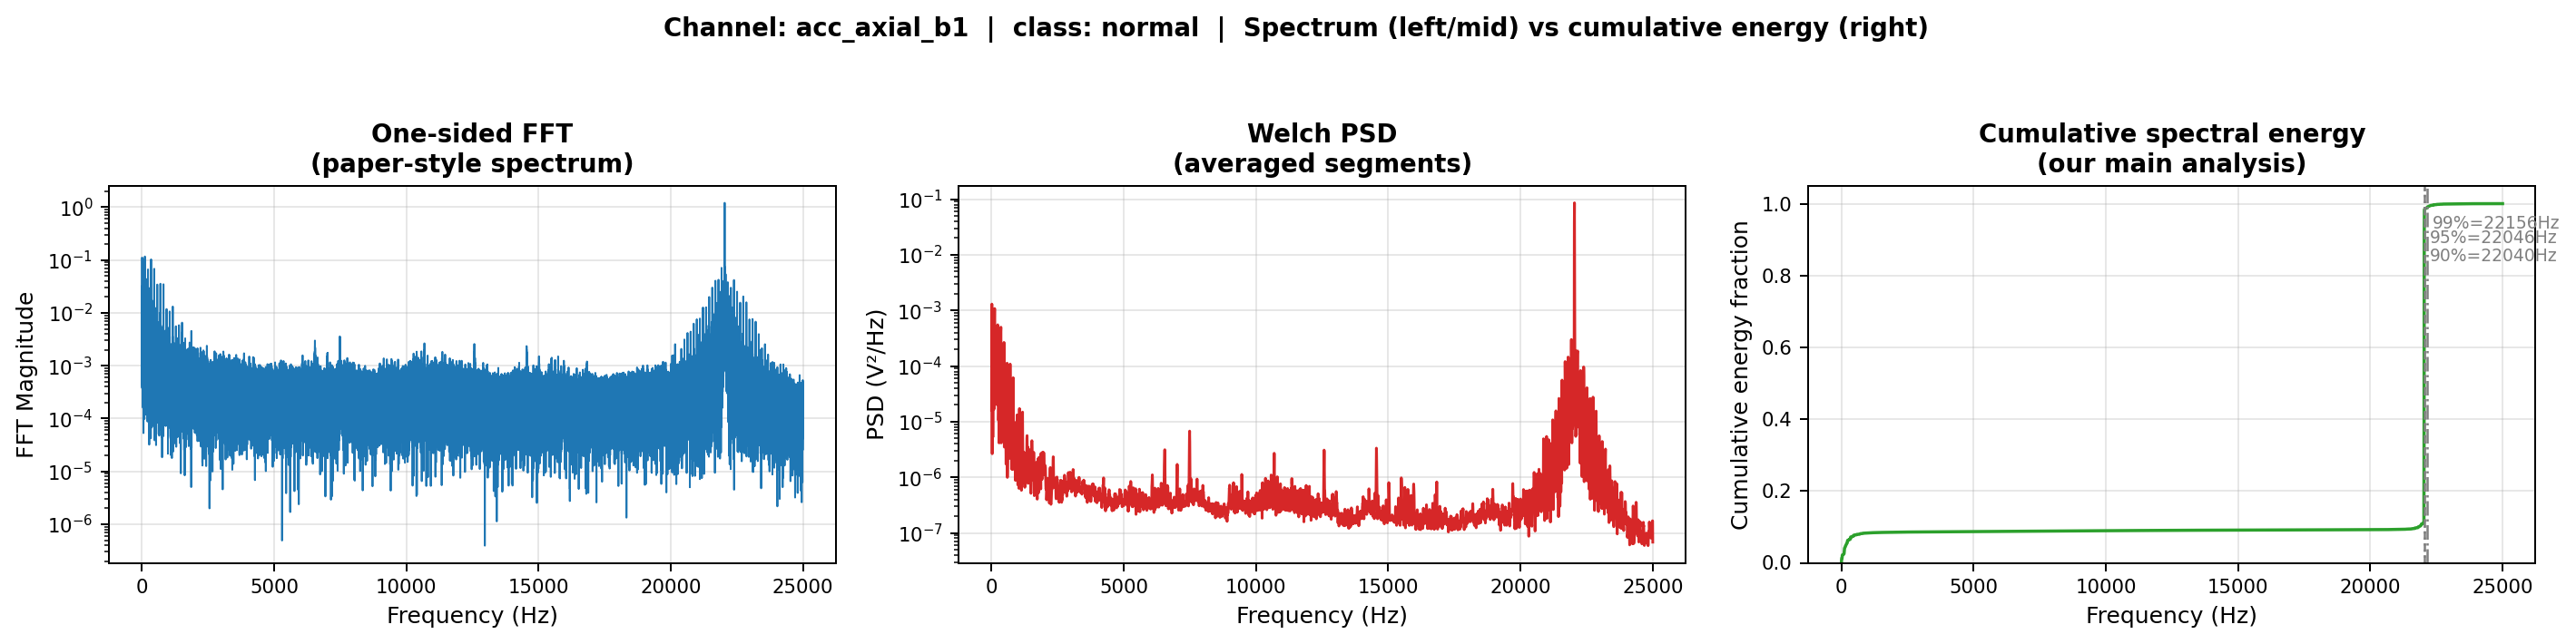 Channel: acc_axial_b1 | class: normal | Spectrum (left/mid) vs cumulative energy (right)
One-sided FFT
(paper-style spectrum)
FFT Magnitude
10⁰
10⁻¹
10⁻²
10⁻³
10⁻⁴
10⁻⁵
10⁻⁶
0 5000 10000 15000 20000 25000
Frequency (Hz)
Welch PSD
(averaged segments)
PSD (V²/Hz)
10⁻¹
10⁻²
10⁻³
10⁻⁴
10⁻⁵
10⁻⁶
10⁻⁷
0 5000 10000 15000 20000 25000
Frequency (Hz)
Cumulative spectral energy
(our main analysis)
Cumulative energy fraction
1.0
0.8
0.6
0.4
0.2
0.0
99%=22156Hz
95%=22046Hz
90%=22040Hz
0 5000 10000 15000 20000 25000
Frequency (Hz)